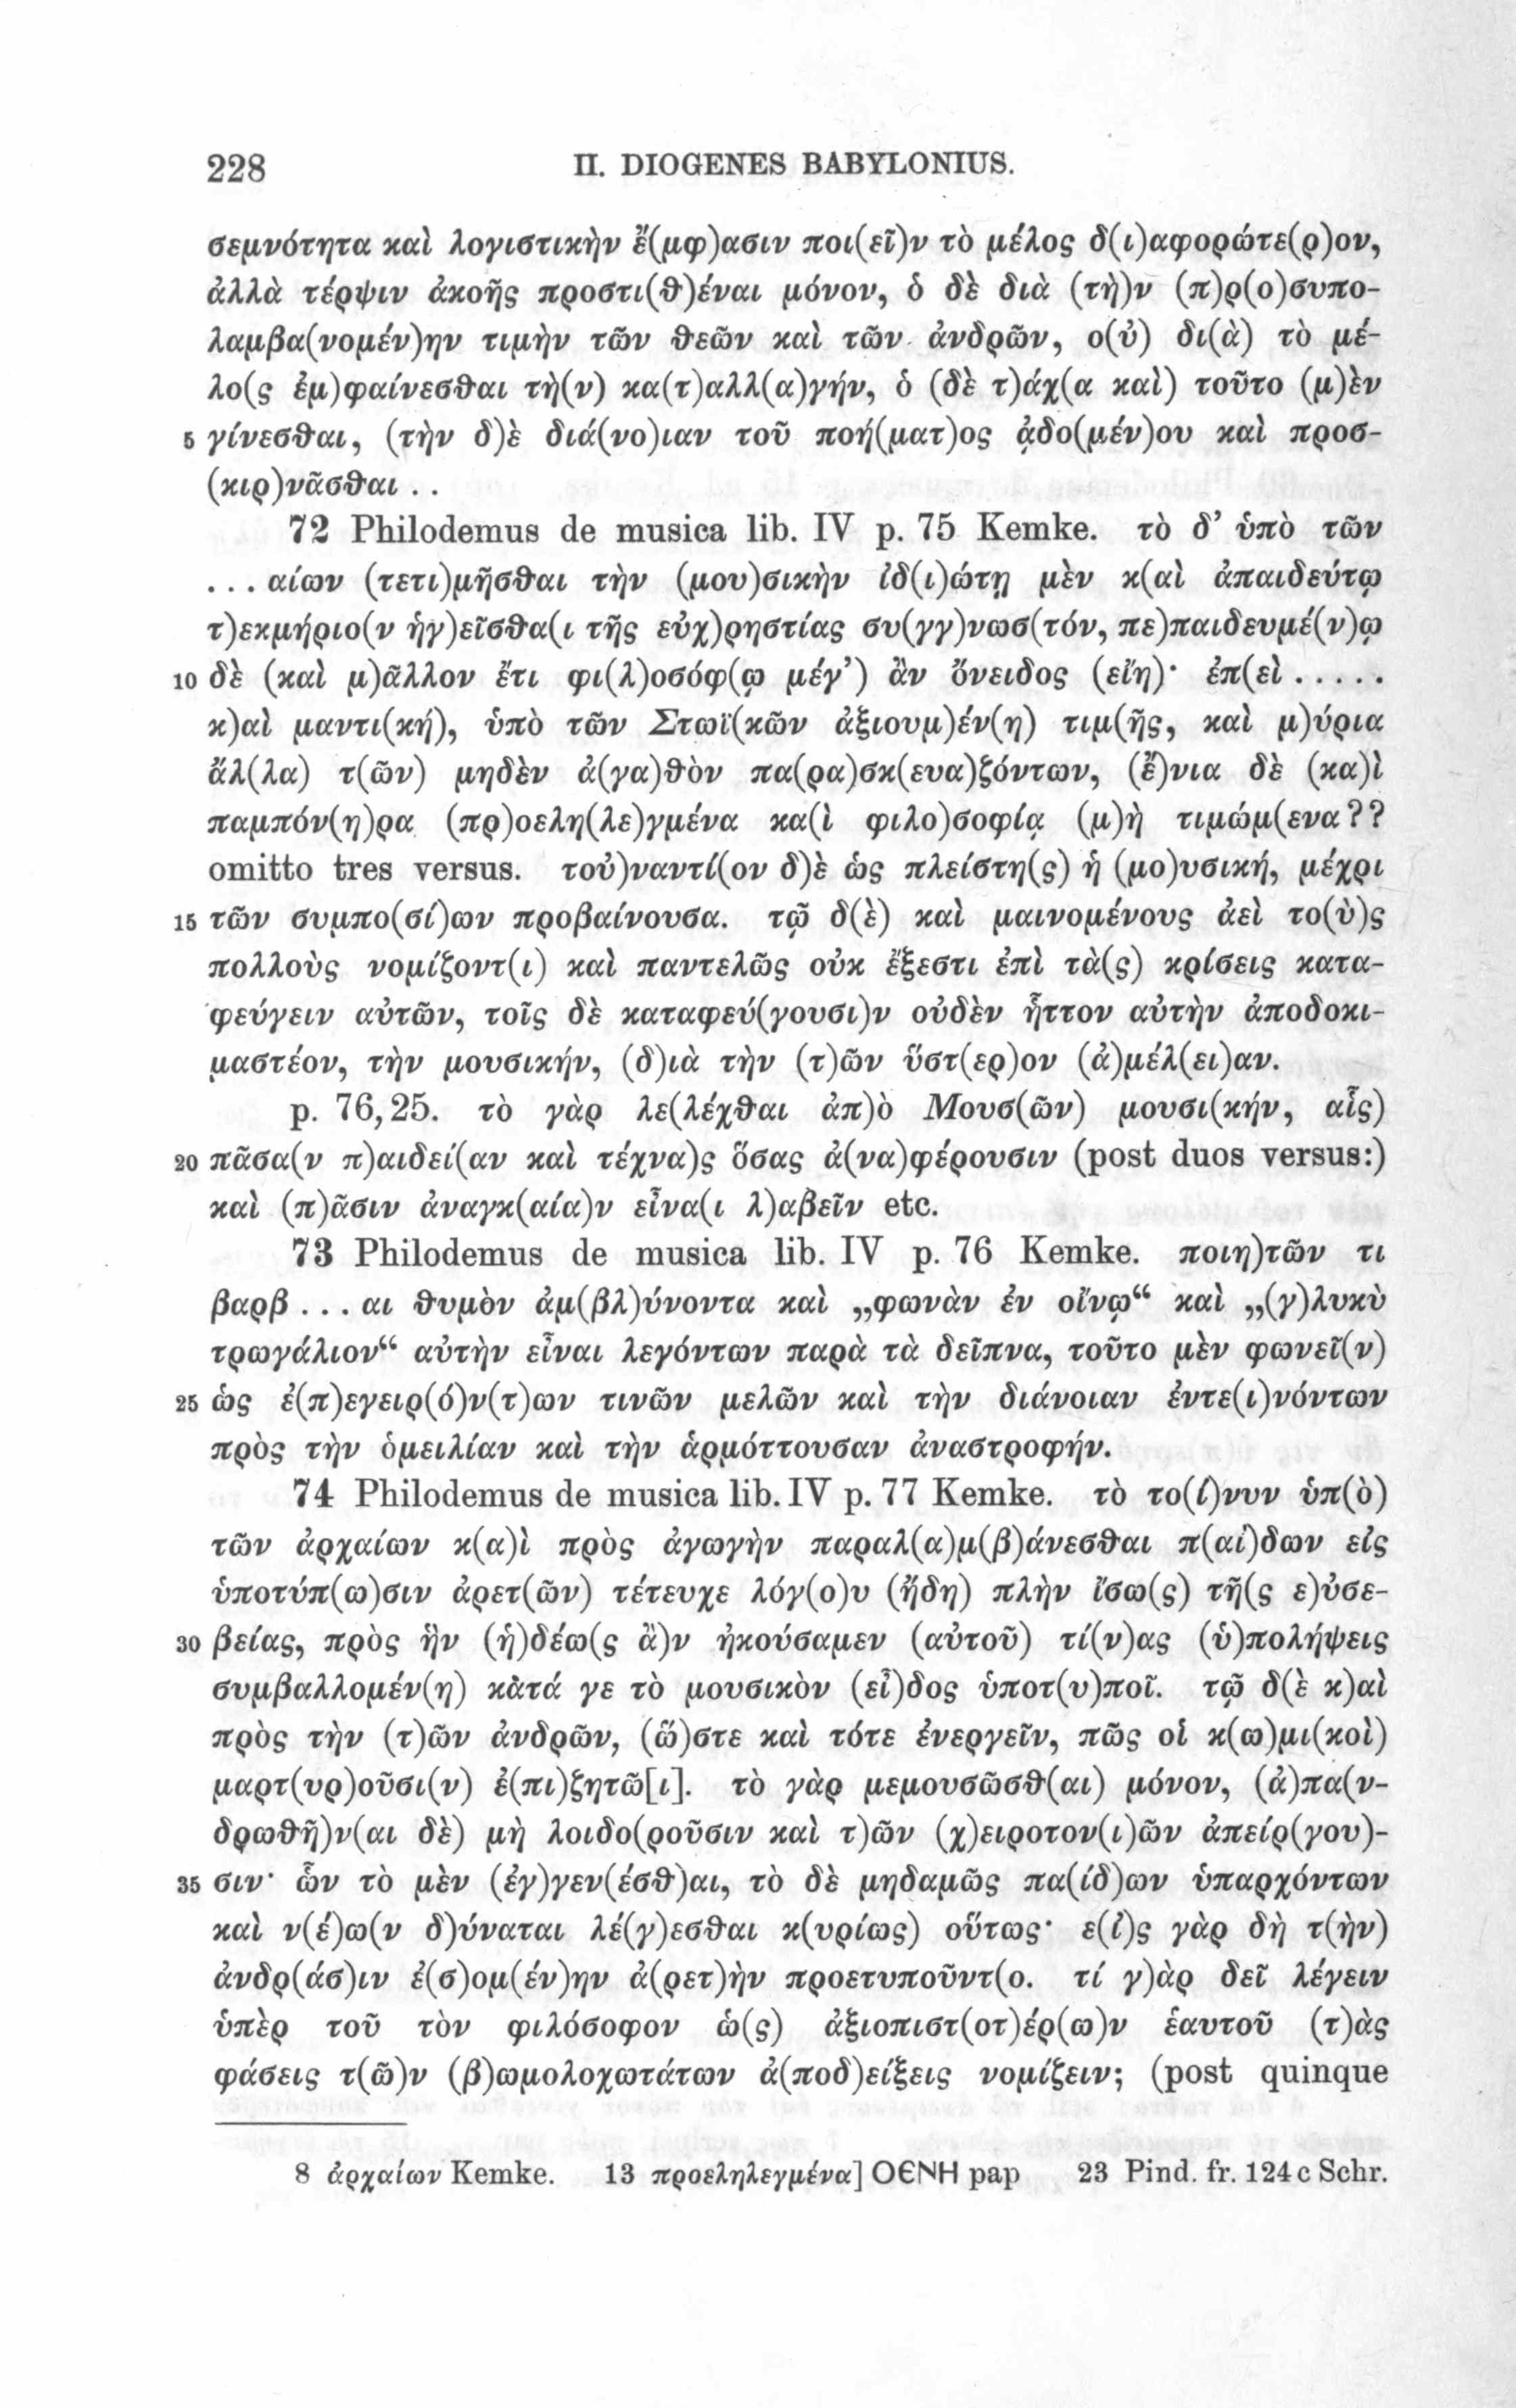 228 II. DIOGENES BABYLONIUS.
σεμνότητα καὶ λογιστικὴν ἔ(μφ)ασιν ποι(εῖ)ν τὸ μέλος δ(ι)αφορώτε(ρ)ον,
ἀλλὰ τέρψιν ἀκοῆς προστι(θ)έναι μόνον, ὁ δὲ διὰ (τὴ)ν (π)ρ(ο)συπο-
λαμβα(νομέν)ην τιμὴν τῶν θεῶν καὶ τῶν ἀνδρῶν, ο(ὐ) δι(ὰ) τὸ μέ-
λο(ς ἐμ)φαίνεσθαι τὴ(ν) κα(τ)αλλ(α)γήν, ὁ (δὲ τ)άχ(α καὶ) τοῦτο (μ)ὲν
5 γίνεσθαι, (τὴν δ)ὲ διά(νο)ιαν τοῦ ποή(ματ)ος ᾀδο(μέν)ου καὶ προσ-
(κιρ)νᾶσθαι . .
72 Philodemus de musica lib. IV p. 75 Kemke. τὸ δ’ ὑπὸ τῶν
. . . αίων (τετι)μῆσθαι τὴν (μου)σικὴν ἰδ(ι)ώτῃ μὲν κ(αὶ ἀπαιδεύτῳ
τ)εκμήριο(ν ἡγ)εῖσθα(ι τῆς εὐχ)ρηστίας συ(γγ)νωσ(τόν, πε)παιδευμέ(ν)ῳ
10 δὲ (καὶ μ)ᾶλλον ἔτι φι(λ)οσόφ(ῳ μέγ’) ἂν ὄνειδος (εἴη)· ἐπ(εὶ . . . . .
κ)αὶ μαντι(κή), ὑπὸ τῶν Στωϊ(κῶν ἀξιουμ)έν(η) τιμ(ῆς, καὶ μ)ύρια
ἄλ(λα) τ(ῶν) μηδὲν ἀ(γα)θὸν πα(ρα)σκ(ευα)ζόντων, (ἔ)νια δὲ (κα)ὶ
παμπόν(η)ρα (πρ)οελη(λε)γμένα κα(ὶ φιλο)σοφίᾳ (μ)ὴ τιμώμ(ενα??
omitto tres versus. τοὐ)ναντί(ον δ)ὲ ὡς πλείστη(ς) ἡ (μο)υσική, μέχρι
15 τῶν συμπο(σί)ων προβαίνουσα. τῷ δ(ὲ) καὶ μαινομένους ἀεὶ το(ὺ)ς
πολλοὺς νομίζοντ(ι) καὶ παντελῶς οὐκ ἔξεστι ἐπὶ τὰ(ς) κρίσεις κατα-
φεύγειν αὐτῶν, τοῖς δὲ καταφεύ(γουσι)ν οὐδὲν ἧττον αὐτὴν ἀποδοκι-
μαστέον, τὴν μουσικήν, (δ)ιὰ τὴν (τ)ῶν ὕστ(ερ)ον (ἀ)μέλ(ει)αν.
p. 76,25. τὸ γὰρ λε(λέχθαι ἀπ)ὸ Μουσ(ῶν) μουσι(κήν, αἷς)
20 πᾶσα(ν π)αιδεί(αν καὶ τέχνα)ς ὅσας ἀ(να)φέρουσιν (post duos versus:)
καὶ (π)ᾶσιν ἀναγκ(αία)ν εἶνα(ι λ)αβεῖν etc.
73 Philodemus de musica lib. IV p. 76 Kemke. ποιη)τῶν τι
βαρβ . . . αι θυμὸν ἀμ(βλ)ύνοντα καὶ „φωνὰν ἐν οἴνῳ“ καὶ „(γ)λυκὺ
τρωγάλιον“ αὐτὴν εἶναι λεγόντων παρὰ τὰ δεῖπνα, τοῦτο μὲν φωνεῖ(ν)
25 ὡς ἐ(π)εγειρ(ό)ν(τ)ων τινῶν μελῶν καὶ τὴν διάνοιαν ἐντε(ι)νόντων
πρὸς τὴν ὁμειλίαν καὶ τὴν ἁρμόττουσαν ἀναστροφήν.
74 Philodemus de musica lib. IV p. 77 Kemke. τὸ το(ί)νυν ὑπ(ὸ)
τῶν ἀρχαίων κ(α)ὶ πρὸς ἀγωγὴν παραλ(α)μ(β)άνεσθαι π(αί)δων εἰς
ὑποτύπ(ω)σιν ἀρετ(ῶν) τέτευχε λόγ(ο)υ (ἤδη) πλὴν ἴσω(ς) τῆ(ς ε)ὐσε-
30 βείας, πρὸς ἣν (ἡ)δέω(ς ἂ)ν ἠκούσαμεν (αὐτοῦ) τί(ν)ας (ὑ)πολήψεις
συμβαλλομέν(η) κατά γε τὸ μουσικὸν (εἶ)δος ὑποτ(υ)ποῖ. τῷ δ(ὲ κ)αὶ
πρὸς τὴν (τ)ῶν ἀνδρῶν, (ὥ)στε καὶ τότε ἐνεργεῖν, πῶς οἱ κ(ω)μι(κοὶ)
μαρτ(υρ)οῦσι(ν) ἐ(πι)ζητῶ[ι]. τὸ γὰρ μεμουσῶσθ(αι) μόνον, (ἀ)πα(ν-
δρωθῆ)ν(αι δὲ) μὴ λοιδο(ροῦσιν καὶ τ)ῶν (χ)ειροτον(ι)ῶν ἀπείρ(γου)-
35 σιν· ὧν τὸ μὲν (ἐγ)γεν(έσθ)αι, τὸ δὲ μηδαμῶς πα(ίδ)ων ὑπαρχόντων
καὶ ν(έ)ω(ν δ)ύναται λέ(γ)εσθαι κ(υρίως) οὕτως· ε(ἰ)ς γὰρ δὴ τ(ὴν)
ἀνδρ(άσ)ιν ἐ(σ)ομ(έν)ην ἀ(ρετ)ὴν προετυποῦντ(ο. τί γ)ὰρ δεῖ λέγειν
ὑπὲρ τοῦ τὸν φιλόσοφον ὡ(ς) ἀξιοπιστ(οτ)έρ(ω)ν ἑαυτοῦ (τ)ὰς
φάσεις τ(ῶ)ν (β)ωμολοχωτάτων ἀ(ποδ)είξεις νομίζειν; (post quinque
8 ἀρχαίων Kemke. 13 προεληλεγμένα] ΟЄΝΗ pap 23 Pind. fr. 124c Schr.